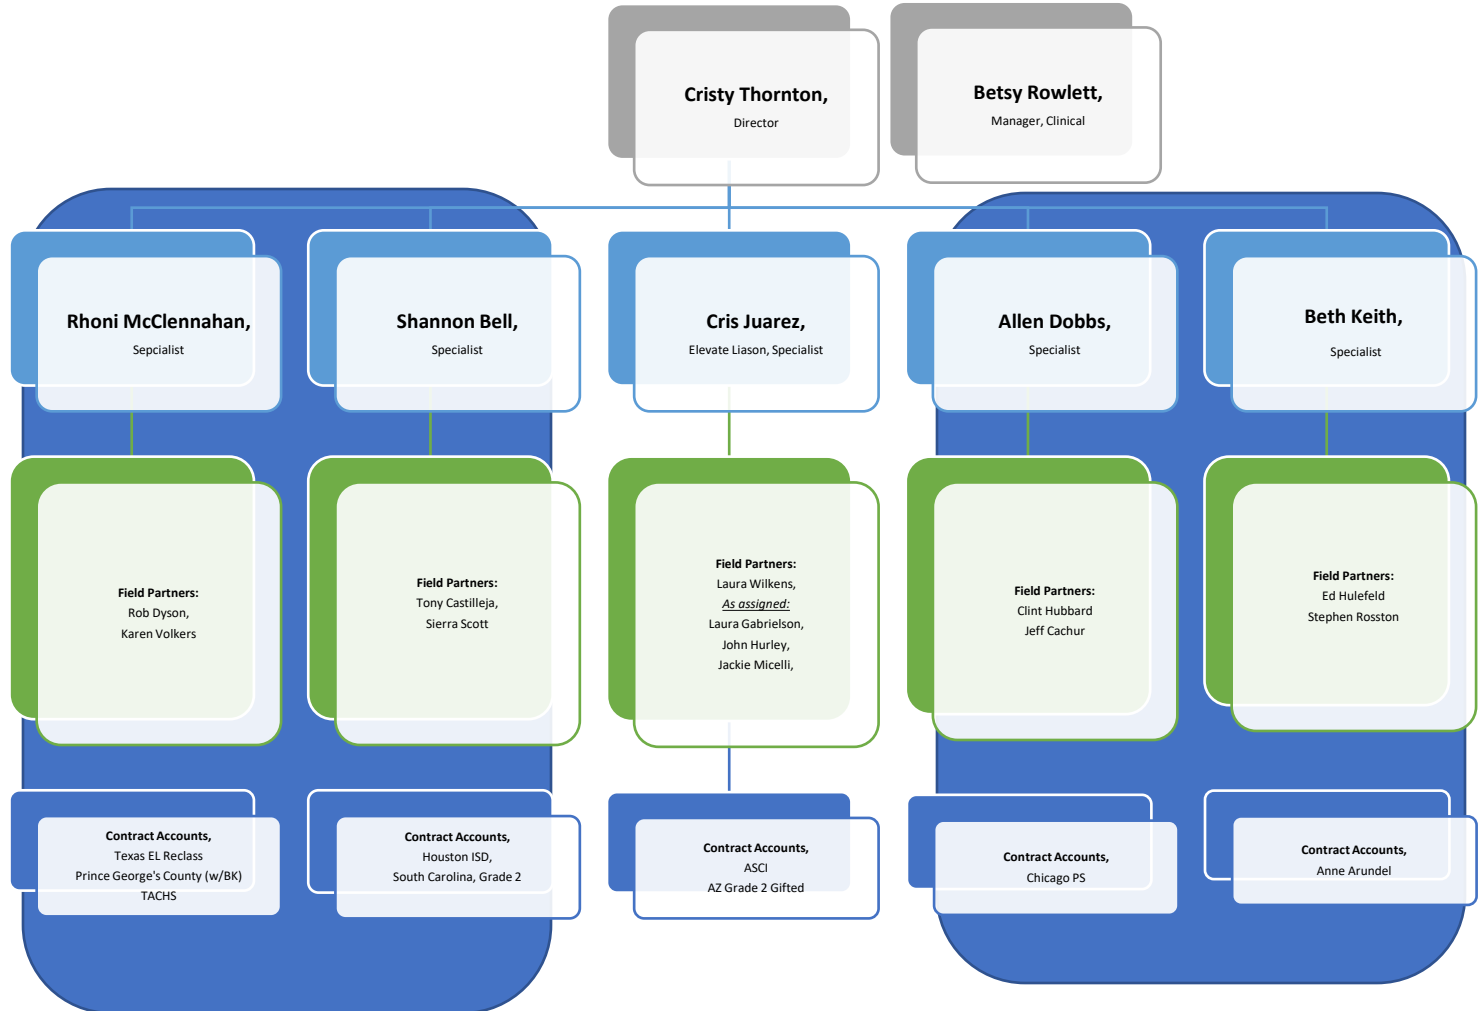 Cristy Thornton,
Director
Betsy Rowlett,
Manager, Clinical
Rhoni McClennahan,
Sepcialist
Shannon Bell,
Specialist
Cris Juarez,
Elevate Liason, Specialist
Allen Dobbs,
Specialist
Beth Keith,
Specialist
Field Partners:
Rob Dyson,
Karen Volkers
Field Partners:
Tony Castilleja,
Sierra Scott
Field Partners:
Laura Wilkens,
As assigned:
Laura Gabrielson,
John Hurley,
Jackie Micelli,
Field Partners:
Clint Hubbard
Jeff Cachur
Field Partners:
Ed Hulefeld
Stephen Rosston
Contract Accounts,
Texas EL Reclass
Prince George's County (w/BK)
TACHS
Contract Accounts,
Houston ISD,
South Carolina, Grade 2
Contract Accounts,
ASCI
AZ Grade 2 Gifted
Contract Accounts,
Chicago PS
Contract Accounts,
Anne Arundel